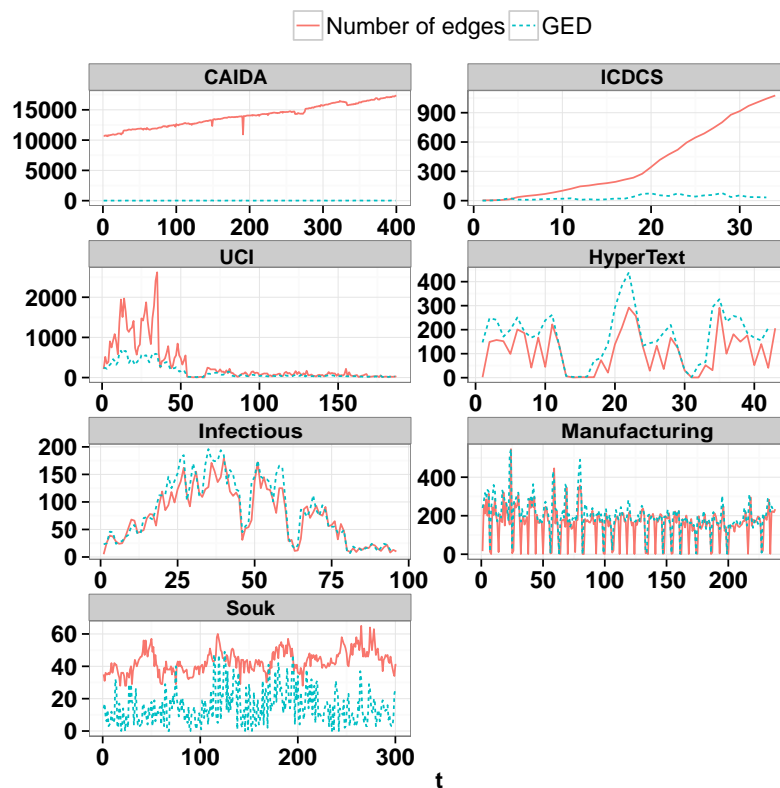 Number of edges GED
CAIDA
15000
10000
5000
0
0 100 200 300 400
ICDCS
900
600
300
0
0 10 20 30
UCI
2000
1000
0
0 50 100 150
HyperText
400
300
200
100
0
0 10 20 30 40
Infectious
200
150
100
50
0
0 25 50 75 100
Manufacturing
400
200
0
0 50 100 150 200
Souk
60
40
20
0
0 100 200 300
t